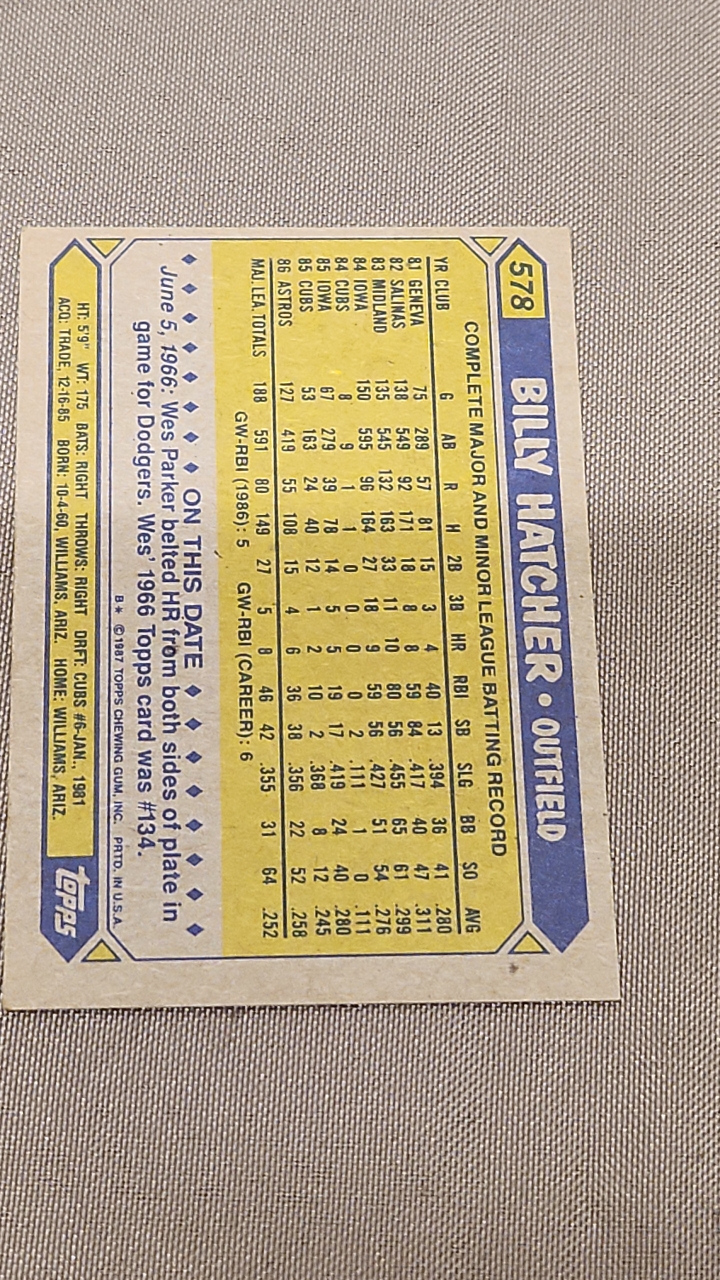 578 BILLY HATCHER • OUTFIELD
COMPLETE MAJOR AND MINOR LEAGUE BATTING RECORD
YR CLUB G AB R H 2B 3B HR RBI SB SLG BB SO AVG
81 GENEVA 75 289 57 81 15 3 4 40 13 .394 36 41 .280
82 SALINAS 138 549 92 171 18 8 8 59 84 .417 40 47 .311
83 MIDLAND 135 545 132 163 33 11 10 80 56 .455 65 61 .299
84 IOWA 150 595 96 164 27 18 9 59 56 .427 51 54 .276
84 CUBS 8 9 1 1 0 0 0 0 2 .111 1 0 .111
85 IOWA 67 279 39 78 14 5 5 19 17 .419 24 40 .280
85 CUBS 53 163 24 40 12 1 2 10 2 .368 8 12 .245
86 ASTROS 127 419 55 108 15 4 6 36 38 .356 22 52 .258
MAJ. LEA. TOTALS 188 591 80 149 27 5 8 46 42 .355 31 64 .252
GW-RBI (1986): 5 GW-RBI (CAREER): 6
ON THIS DATE
June 5, 1966: Wes Parker belted HR from both sides of plate in
game for Dodgers. Wes' 1966 Topps card was #134.
B* © 1987 TOPPS CHEWING GUM, INC. PRTD. IN U.S.A.
HT: 5'9" WT: 175 BATS: RIGHT THROWS: RIGHT DRFT: CUBS #6-JAN., 1981
ACQ: TRADE, 12-16-85 BORN: 10-4-60, WILLIAMS, ARIZ. HOME: WILLIAMS, ARIZ.
topps